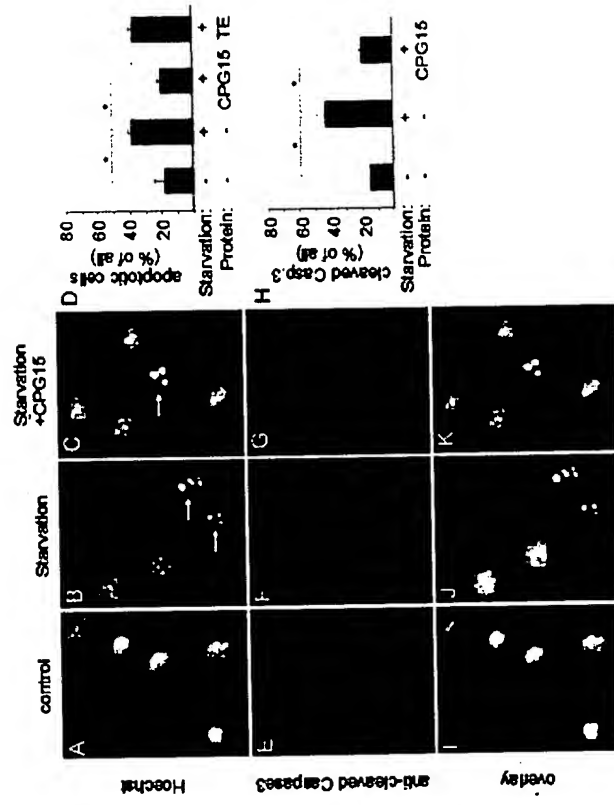 control
Starvation
Starvation
+CPG15
Hoechst
A
B
C
anti-cleaved Caspase3
E
F
G
overlay
I
J
K
D
80
60
40
20
apoptotic cells
(% of all)
Starvation: - + + +
Protein: - - CPG15 TE
H
80
60
40
20
cleaved Casp.3
(% of all)
Starvation: - + +
Protein: - - CPG15